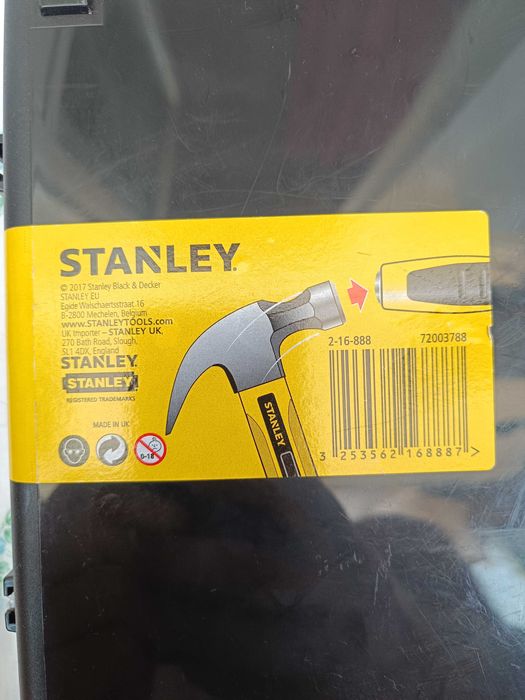 STANLEY
© 2017 Stanley Black & Decker
STANLEY EU
Egide Walschaertsstraat 16
B-2800 Mechelen, Belgium
www.STANLEYTOOLS.com
UK, Importer – STANLEY UK,
270 Bath Road, Slough,
SL1 4DX, England
STANLEY
STANLEY
REGISTERED TRADEMARKS
MADE IN UK
0-18
STANLEY
2-16-888 72003788
3 253562 168887 >